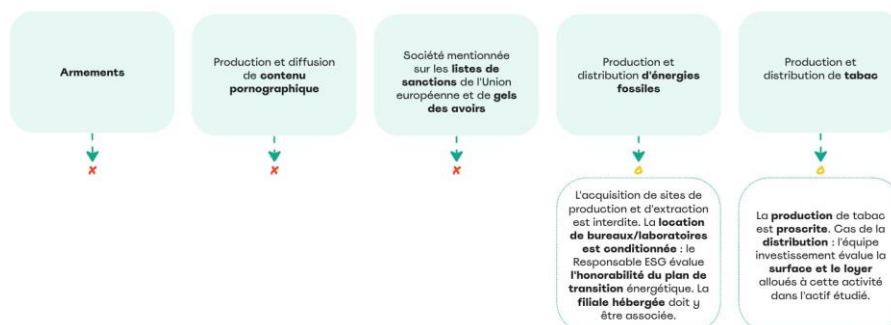 Armements
Production et diffusion
de contenu
pornographique
Société mentionnée
sur les listes de
sanctions de l'Union
européenne et de gels
des avoirs
Production et
distribution d'énergies
fossiles
Production et
distribution de tabac
L'acquisition de sites de
production et d'extraction
est interdite. La location
de bureaux/laboratoires
est conditionnée : le
Responsable ESG évalue
l'honorabilité du plan de
transition énergétique. La
filiale hébergée doit y
être associée.
La production de tabac
est proscrite. Cas de la
distribution : l'équipe
investissement évalue la
surface et le loyer
alloués à cette activité
dans l'actif étudié.